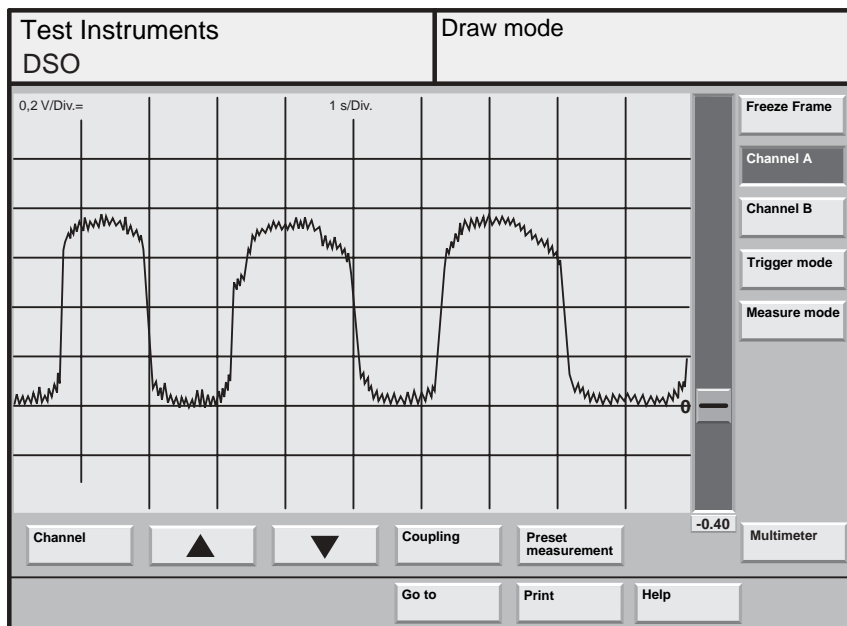 Test Instruments
DSO
Draw mode
0,2 V/Div.=
1 s/Div.
Freeze Frame
Channel A
Channel B
Trigger mode
Measure mode
0
-0.40
Channel
Coupling
Preset
measurement
Multimeter
Go to
Print
Help